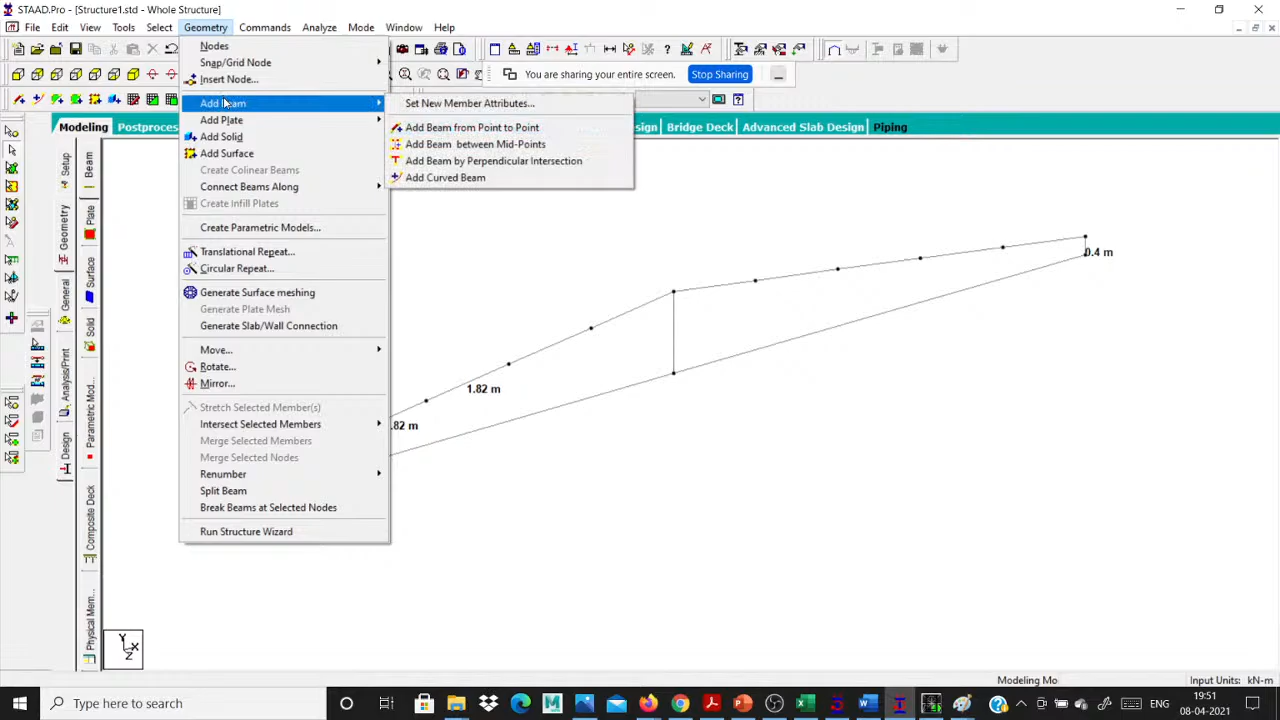 STAAD.Pro - [Structure1.std - Whole Structure]
File Edit View Tools Select Geometry Commands Analyze Mode Window Help
Nodes
Snap/Grid Node
Insert Node...
You are sharing your entire screen. Stop Sharing
Add Beam
Add Plate
Add Solid
Add Surface
Create Colinear Beams
Connect Beams Along
Create Infill Plates
Create Parametric Models...
Translational Repeat...
Circular Repeat...
Generate Surface meshing
Generate Plate Mesh
Generate Slab/Wall Connection
Move...
Rotate...
Mirror...
Stretch Selected Member(s)
Intersect Selected Members
Merge Selected Members
Merge Selected Nodes
Renumber
Split Beam
Break Beams at Selected Nodes
Run Structure Wizard
Set New Member Attributes...
Add Beam from Point to Point
Add Beam between Mid-Points
Add Beam by Perpendicular Intersection
Add Curved Beam
Modeling Postproces sign Bridge Deck Advanced Slab Design Piping
Setup
Geometry
General
Analysis/Print
Design
Beam
Plate
Surface
Solid
Parametric Mod...
Composite Deck
Physical Mem...
0.4 m
1.82 m
.82 m
Y
X
Z
Modeling Mo Input Units: kN-m
Type here to search
ENG
19:51
08-04-2021